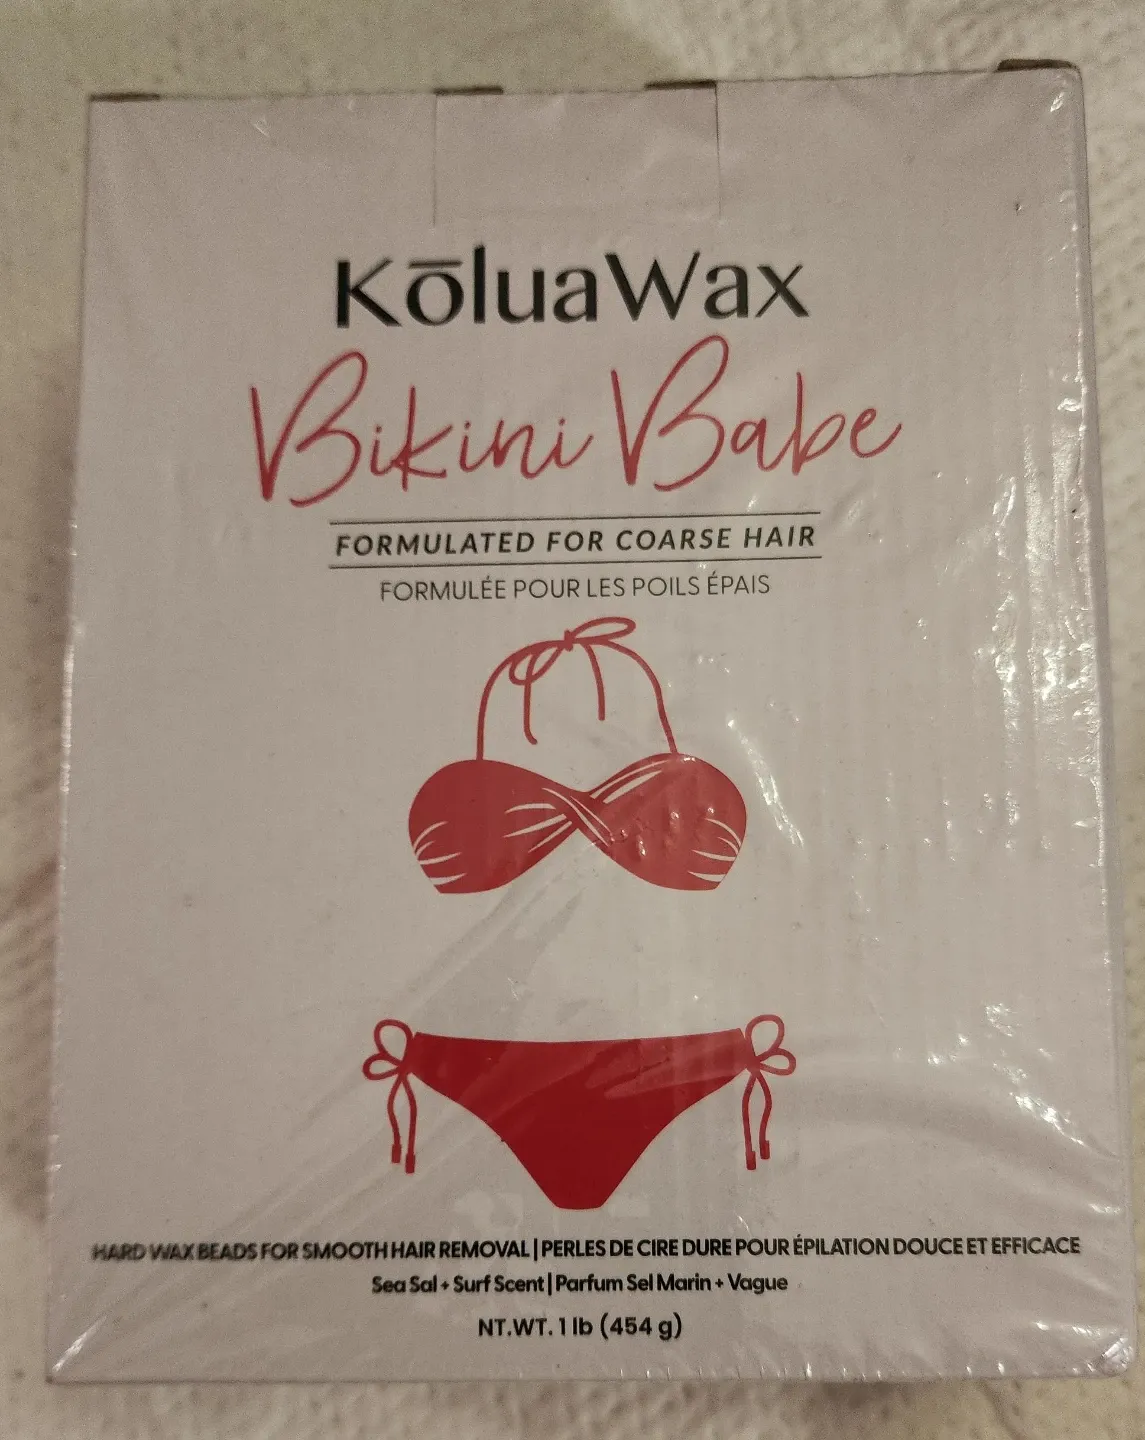 KōluaWax
Bikini Babe
FORMULATED FOR COARSE HAIR
FORMULÉE POUR LES POILS ÉPAIS
HARD WAX BEADS FOR SMOOTH HAIR REMOVAL | PERLES DE CIRE DURE POUR ÉPILATION DOUCE ET EFFICACE
Sea Sal + Surf Scent | Parfum Sel Marin + Vague
NT.WT. 1 lb (454 g)